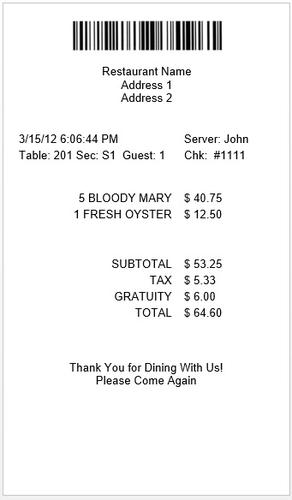 Restaurant Name
Address 1
Address 2
3/15/12 6:06:44 PM Server: John
Table: 201 Sec: S1 Guest: 1 Chk: #1111
5 BLOODY MARY $ 40.75
1 FRESH OYSTER $ 12.50
SUBTOTAL $ 53.25
TAX $ 5.33
GRATUITY $ 6.00
TOTAL $ 64.60
Thank You for Dining With Us!
Please Come Again